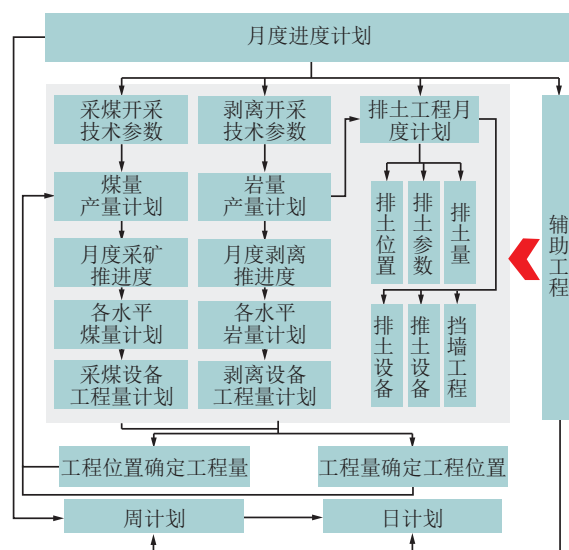 月度进度计划
采煤开采
技术参数
剥离开采
技术参数
排土工程月
度计划
煤量
产量计划
岩量
产量计划
排土位置
排土参数
排土量
辅助工程
月度采矿
推进度
月度剥离
推进度
各水平
煤量计划
各水平
岩量计划
排土设备
推土设备
挡墙工程
采煤设备
工程量计划
剥离设备
工程量计划
工程位置确定工程量
工程量确定工程位置
周计划
日计划